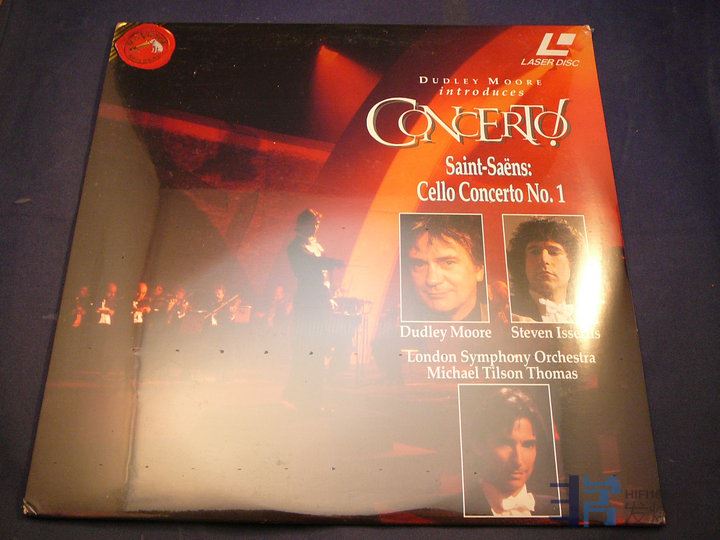 LASER DISC
DUDLEY MOORE
introduces
CONCERTO!
Saint-Saëns:
Cello Concerto No. 1
Dudley Moore
Steven Isserlis
London Symphony Orchestra
Michael Tilson Thomas